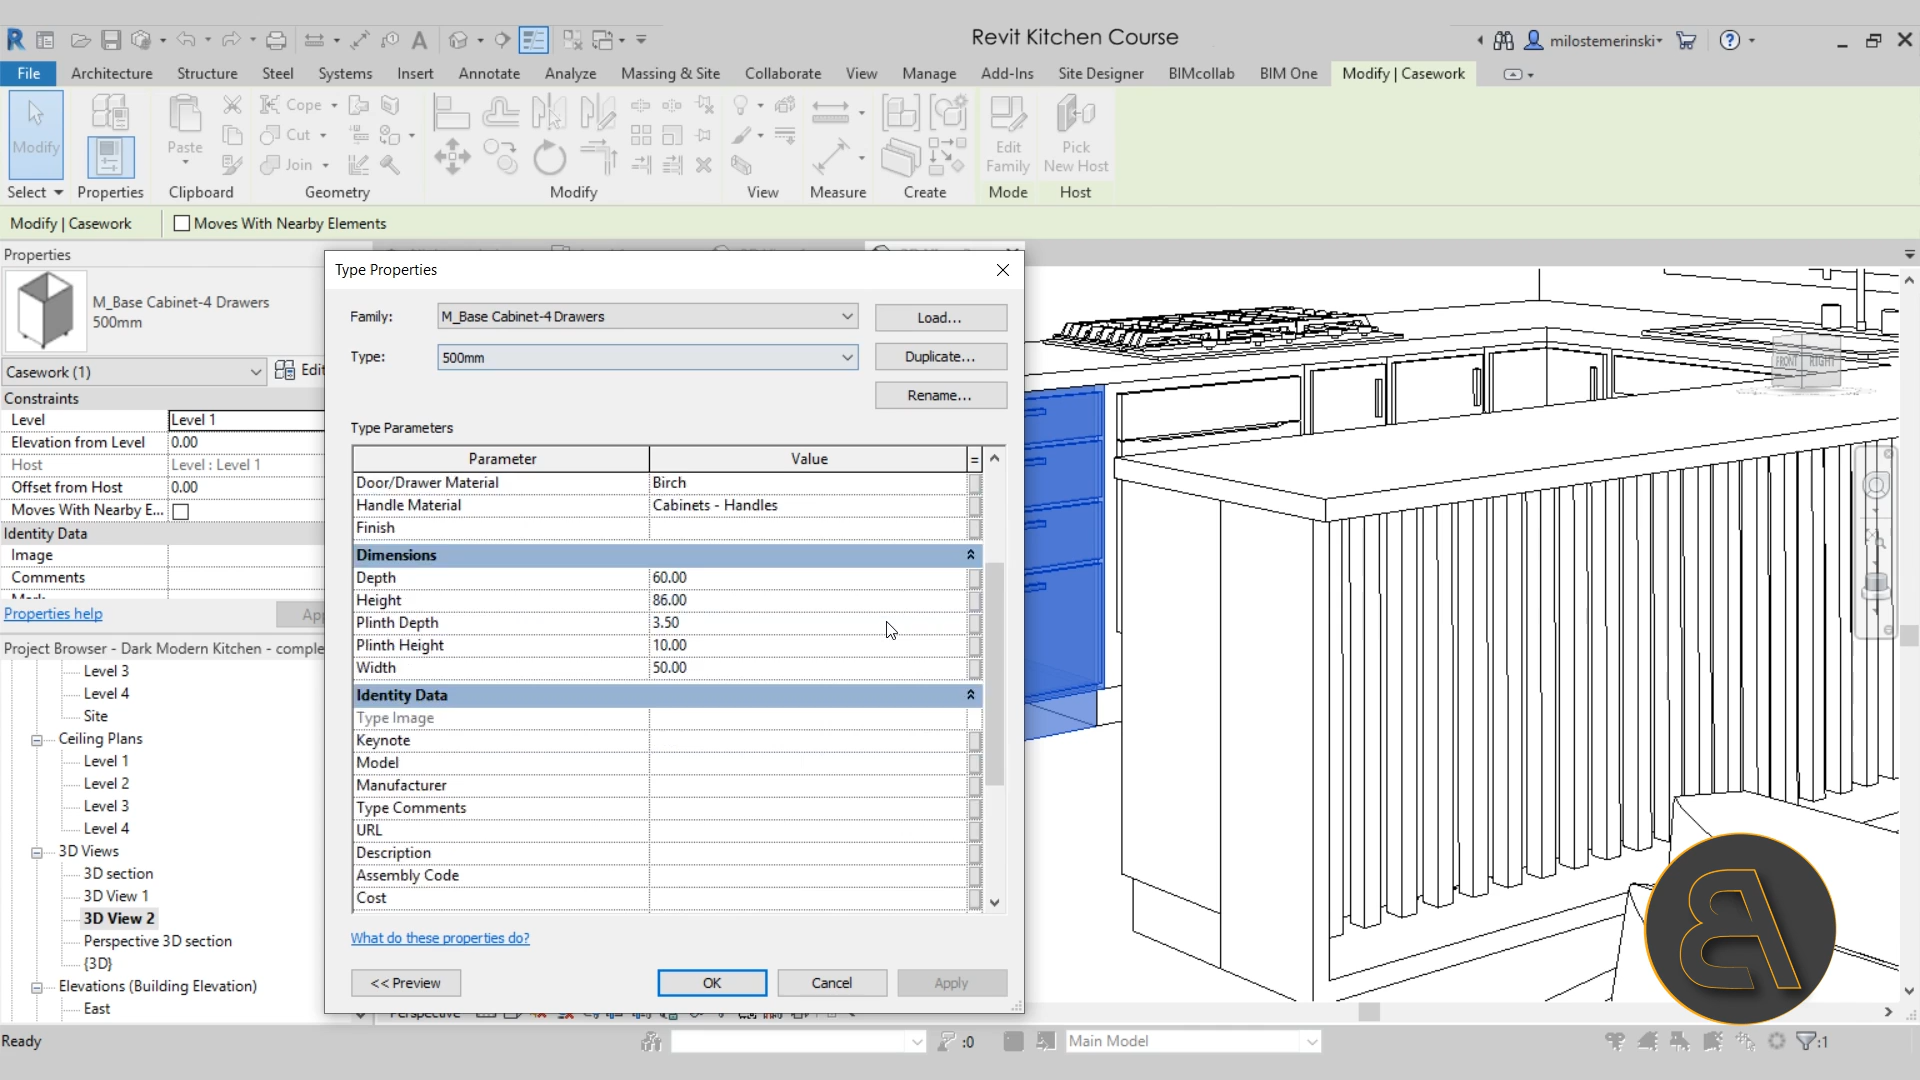 Revit Kitchen Course
milostemerinski
File Architecture Structure Steel Systems Insert Annotate Analyze Massing & Site Collaborate View Manage Add-Ins Site Designer BIMcollab BIM One Modify | Casework
Modify Paste Cope Cut Join Edit Family Pick New Host
Select Properties Clipboard Geometry Modify View Measure Create Mode Host
Modify | Casework Moves With Nearby Elements
Properties
M_Base Cabinet-4 Drawers
500mm
Casework (1) Edit
Constraints
Level Level 1
Elevation from Level 0.00
Host Level : Level 1
Offset from Host 0.00
Moves With Nearby E...
Identity Data
Image
Comments
Properties help App
Project Browser - Dark Modern Kitchen - comple
Level 3
Level 4
Site
Ceiling Plans
Level 1
Level 2
Level 3
Level 4
3D Views
3D section
3D View 1
3D View 2
Perspective 3D section
{3D}
Elevations (Building Elevation)
East
Type Properties
Family: M_Base Cabinet-4 Drawers Load...
Type: 500mm Duplicate...
Rename...
Type Parameters
Parameter Value =
Door/Drawer Material Birch
Handle Material Cabinets - Handles
Finish
Dimensions
Depth 60.00
Height 86.00
Plinth Depth 3.50
Plinth Height 10.00
Width 50.00
Identity Data
Type Image
Keynote
Model
Manufacturer
Type Comments
URL
Description
Assembly Code
Cost
What do these properties do?
<< Preview OK Cancel Apply
FRONT RIGHT
Perspective
Ready :0 Main Model :1